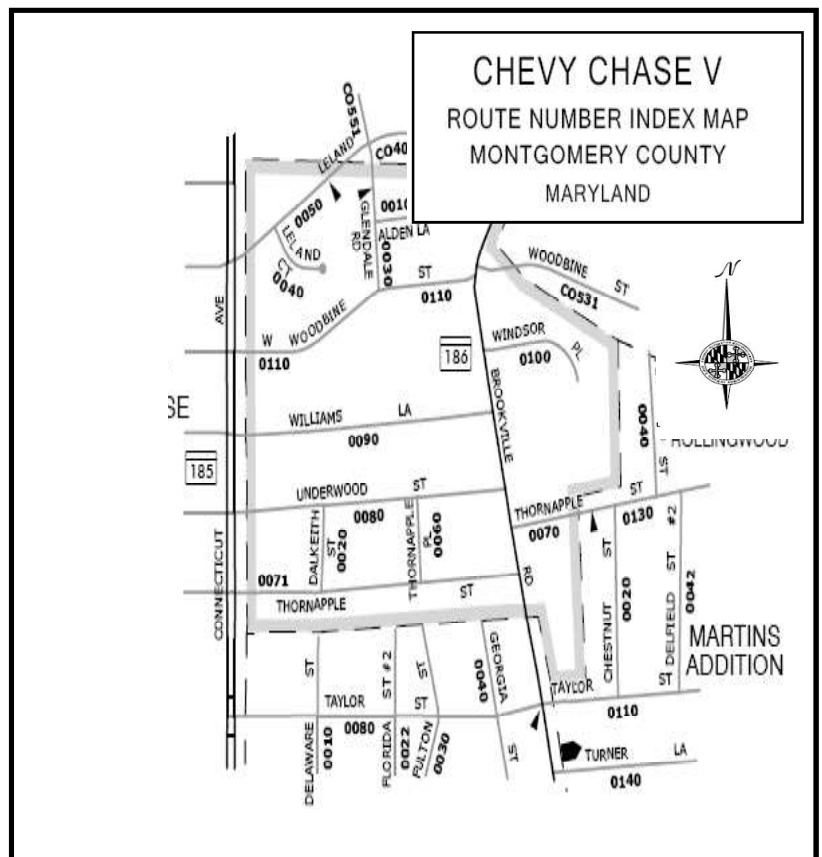 CHEVY CHASE V
ROUTE NUMBER INDEX MAP
MONTGOMERY COUNTY
MARYLAND
CO551
LELAND
CO40
0050
GLENDALE RD
0030
0010
ALDEN LA
LELAND CT
0040
ST
0110
WOODBINE ST
CO531
N
AVE
W WOODBINE
0110
186
WINDSOR PL
0100
BROOKVILLE
SE
WILLIAMS LA
0090
0040
ST
ROLLINGWOOD
185
UNDERWOOD ST
0080
THORNAPPLE ST
0070
0130
DALKEITH ST
0020
THORNAPPLE PL
0060
CONNECTICUT
0071
THORNAPPLE ST
RD
CHESTNUT ST
0020
DELFIELD ST #2
0042
MARTINS
ADDITION
DELAWARE ST
0010
TAYLOR ST
0080
FLORIDA ST #2
0022
FULTON ST
0030
GEORGIA ST
0040
TAYLOR ST
0110
TURNER LA
0140